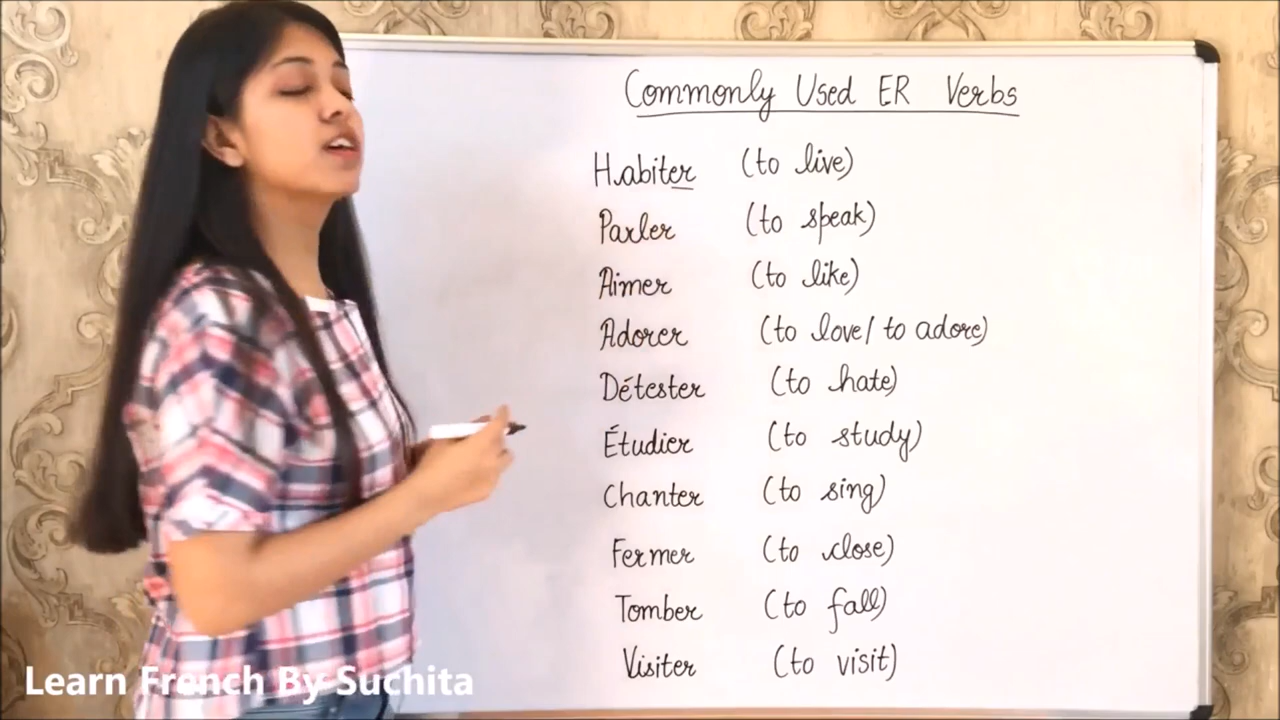 Commonly Used ER Verbs
Habiter (to live)
Parler (to speak)
Aimer (to like)
Adorer (to love/ to adore)
Détester (to hate)
Étudier (to study)
Chanter (to sing)
Fermer (to close)
Tomber (to fall)
Visiter (to visit)
Learn French By Suchita